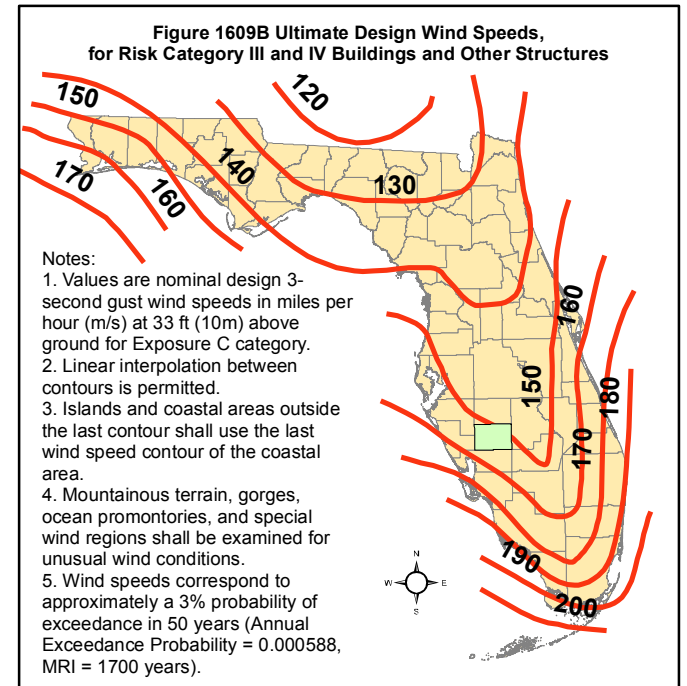 Figure 1609B Ultimate Design Wind Speeds,
for Risk Category III and IV Buildings and Other Structures
150
120
140
130
170
160
Notes:
1. Values are nominal design 3-
second gust wind speeds in miles per
hour (m/s) at 33 ft (10m) above
ground for Exposure C category.
2. Linear interpolation between
contours is permitted.
3. Islands and coastal areas outside
the last contour shall use the last
wind speed contour of the coastal
area.
4. Mountainous terrain, gorges,
ocean promontories, and special
wind regions shall be examined for
unusual wind conditions.
5. Wind speeds correspond to
approximately a 3% probability of
exceedance in 50 years (Annual
Exceedance Probability = 0.000588,
MRI = 1700 years).
160
150
180
170
190
200
N
W
E
S